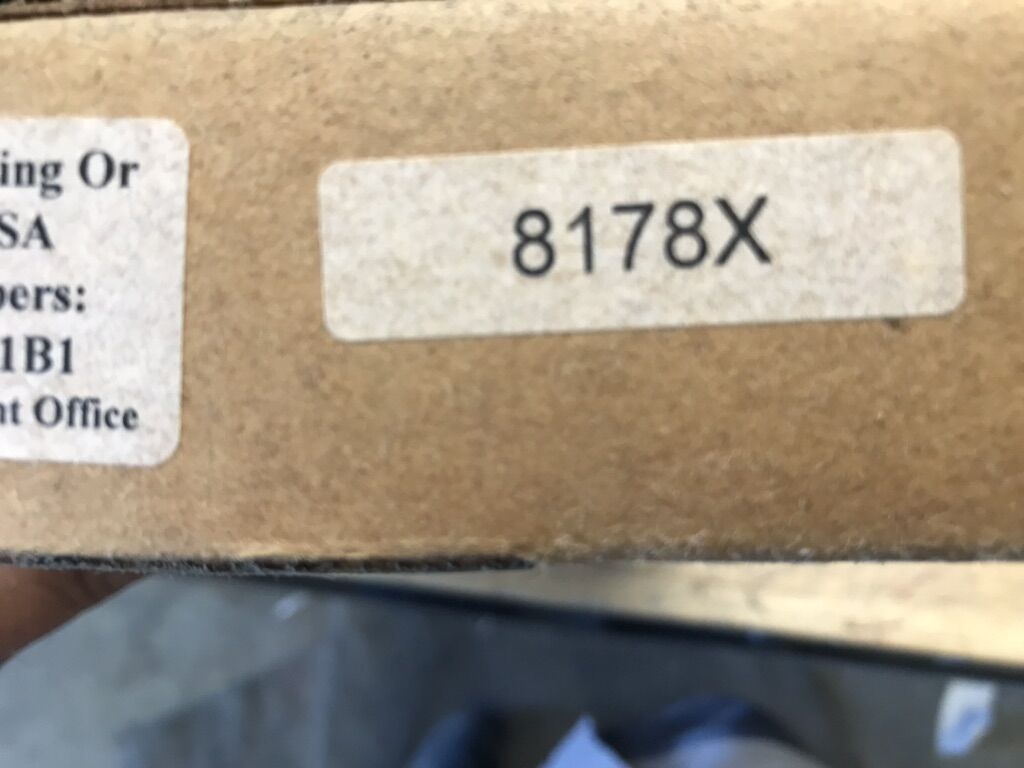 ing Or
SA
bers:
1B1
nt Office
8178X